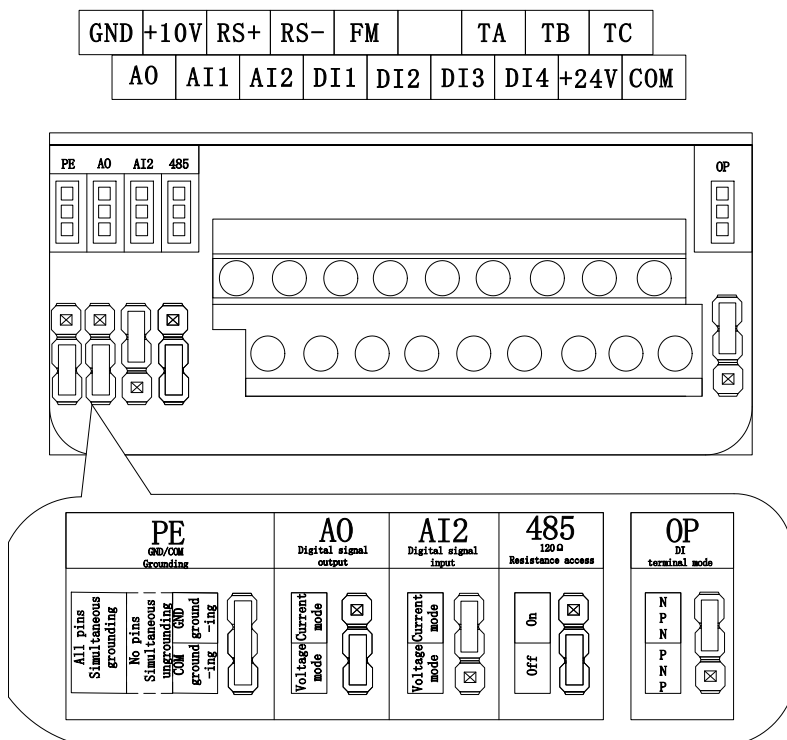 GND +10V RS+ RS- FM TA TB TC
AO AI1 AI2 DI1 DI2 DI3 DI4 +24V COM
PE AO AI2 485 OP
PE
GND/COM
Grounding
All pins
Simultaneous
grounding
No pins
Simultaneous
ungrounding
GND
ground
-ing
COM
ground
-ing
AO
Digital signal
output
Current
mode
Voltage
mode
AI2
Digital signal
input
Current
mode
Voltage
mode
485
120Ω
Resistance access
On
Off
OP
DI
terminal mode
N
P
N
P
N
P